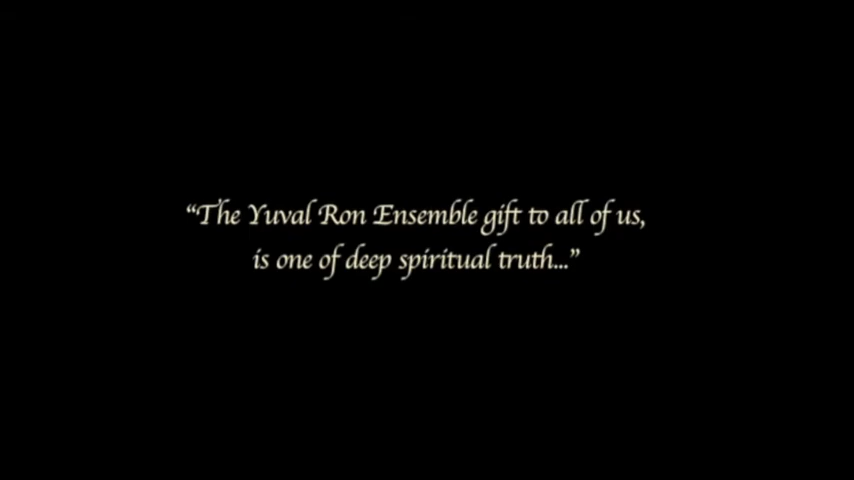 “The Yuval Ron Ensemble gift to all of us,
is one of deep spiritual truth...”